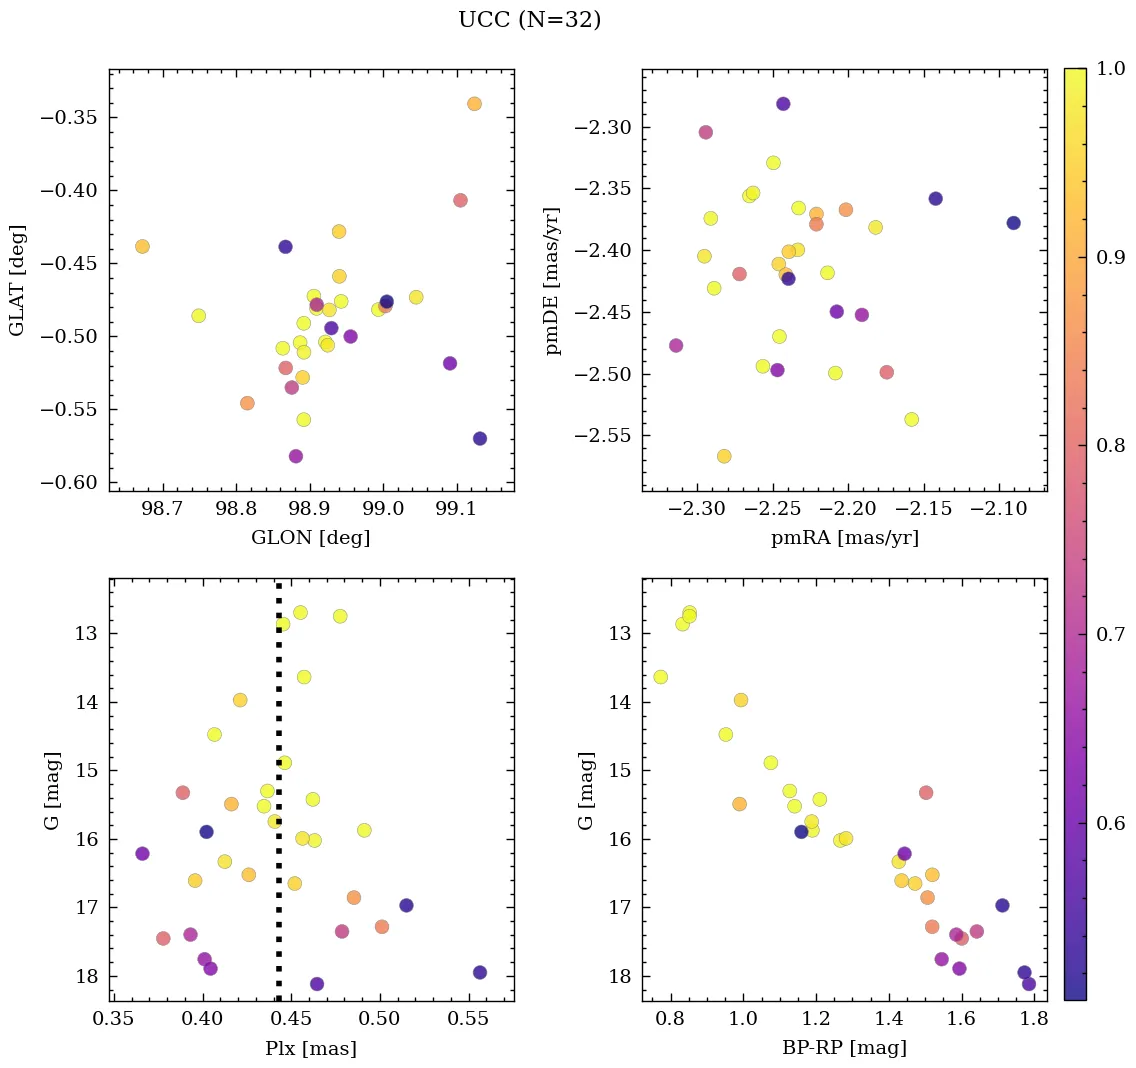 UCC (N=32)
−0.35
−0.40
−0.45
−0.50
−0.55
−0.60
GLAT [deg]
98.7 98.8 98.9 99.0 99.1
GLON [deg]
−2.30
−2.35
−2.40
−2.45
−2.50
−2.55
pmDE [mas/yr]
−2.30 −2.25 −2.20 −2.15 −2.10
pmRA [mas/yr]
13
14
15
16
17
18
G [mag]
0.35 0.40 0.45 0.50 0.55
Plx [mas]
13
14
15
16
17
18
G [mag]
0.8 1.0 1.2 1.4 1.6 1.8
BP-RP [mag]
1.0
0.9
0.8
0.7
0.6